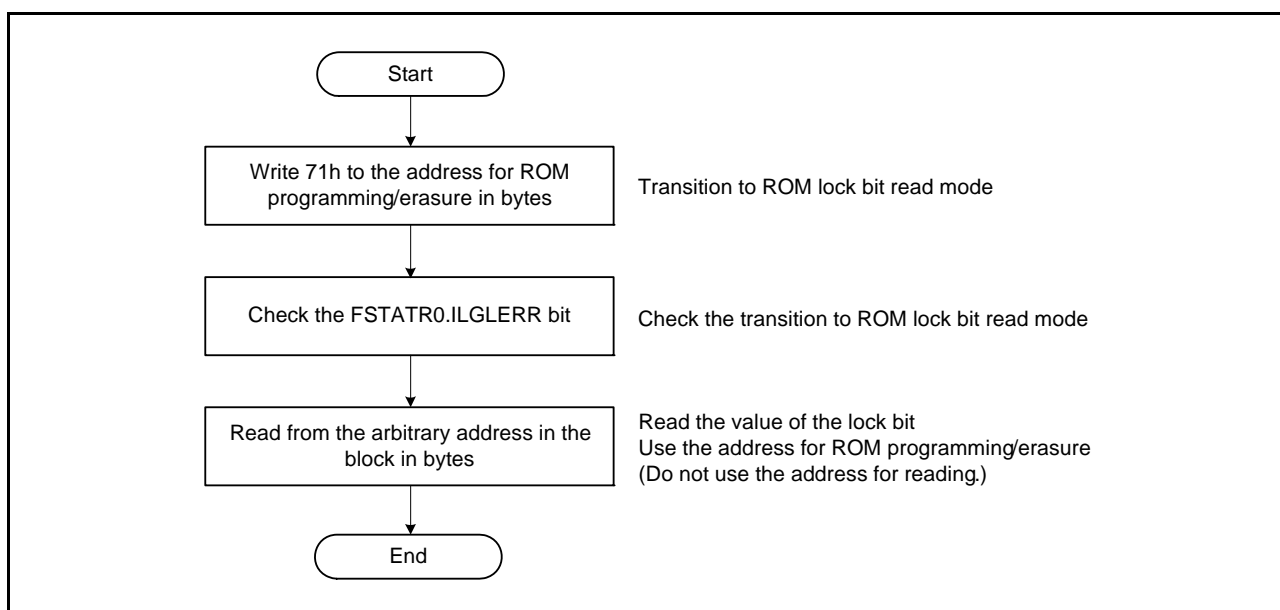 Start
Write 71h to the address for ROM
programming/erasure in bytes
Transition to ROM lock bit read mode
Check the FSTATR0.ILGLERR bit
Check the transition to ROM lock bit read mode
Read from the arbitrary address in the
block in bytes
Read the value of the lock bit
Use the address for ROM programming/erasure
(Do not use the address for reading.)
End